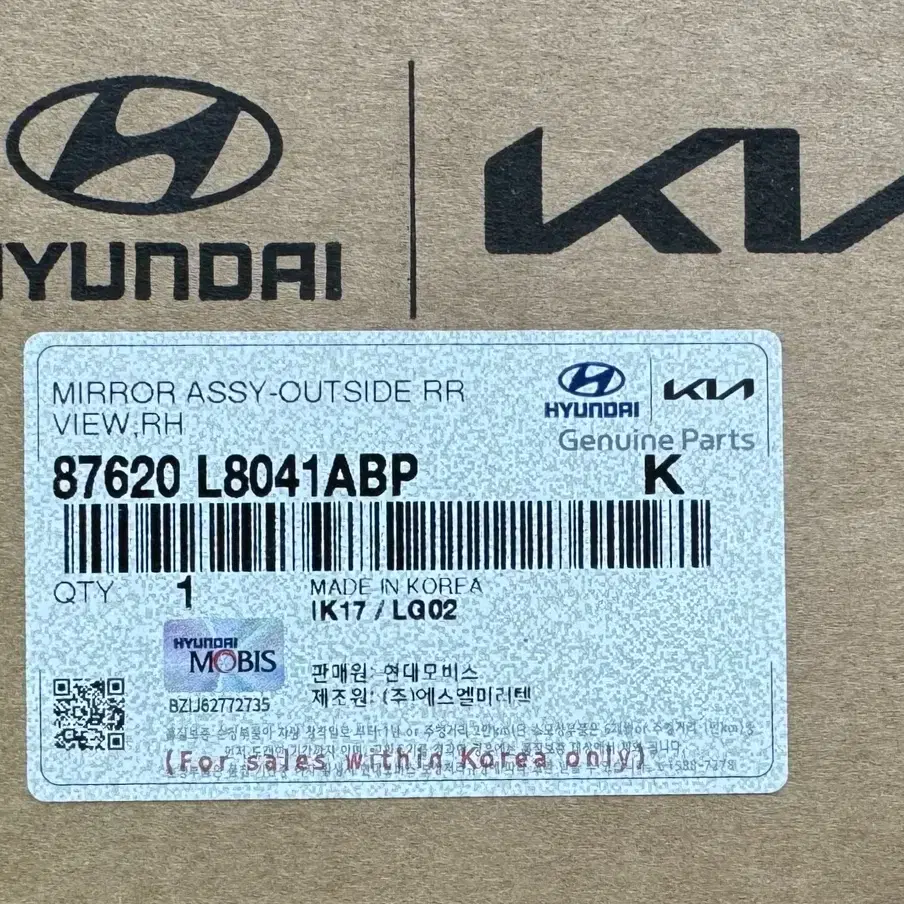 HYUNDAI
KIA
MIRROR ASSY-OUTSIDE RR
VIEW,RH
HYUNDAI
KIA
Genuine Parts
87620 L8041ABP
K
QTY 1
MADE IN KOREA
IK17 / LG02
HYUNDAI
MOBIS
BZIJ62772735
판매원: 현대모비스
제조원: (주)에스엘미러텍
(For sales within Korea only)